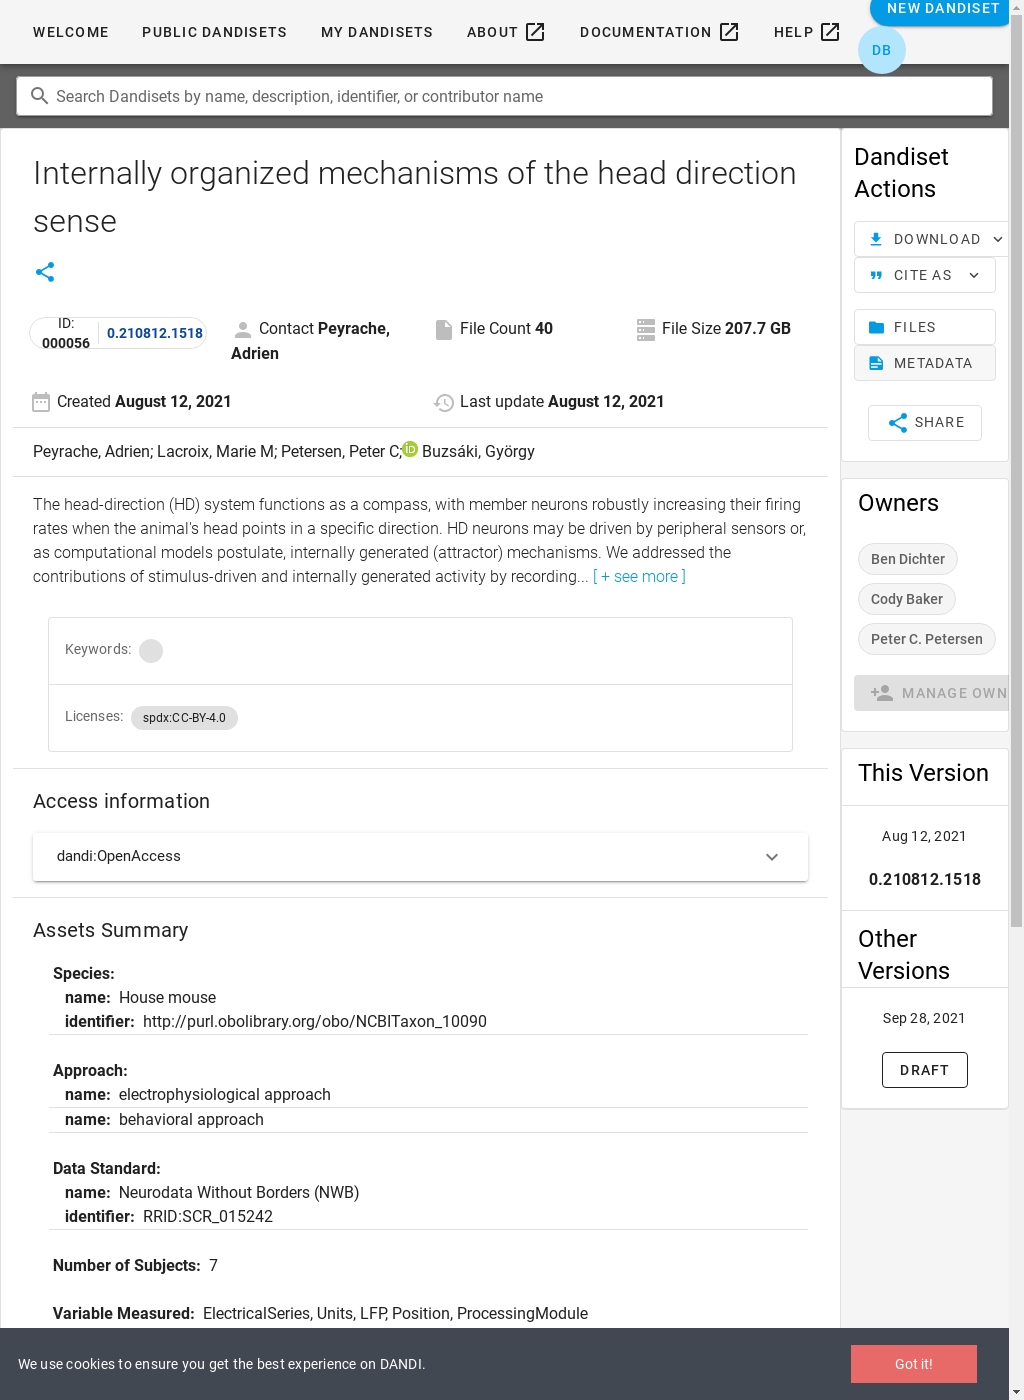 WELCOME PUBLIC DANDISETS MY DANDISETS ABOUT DOCUMENTATION HELP NEW DANDISET
DB
Search Dandisets by name, description, identifier, or contributor name
Internally organized mechanisms of the head direction
sense
ID:
000056
0.210812.1518
Contact Peyrache,
Adrien
File Count 40
File Size 207.7 GB
Created August 12, 2021
Last update August 12, 2021
Peyrache, Adrien; Lacroix, Marie M; Petersen, Peter C; iD Buzsáki, György
The head-direction (HD) system functions as a compass, with member neurons robustly increasing their firing
rates when the animal's head points in a specific direction. HD neurons may be driven by peripheral sensors or,
as computational models postulate, internally generated (attractor) mechanisms. We addressed the
contributions of stimulus-driven and internally generated activity by recording... [ + see more ]
Keywords:
Licenses: spdx:CC-BY-4.0
Access information
dandi:OpenAccess
Assets Summary
Species:
name: House mouse
identifier: http://purl.obolibrary.org/obo/NCBITaxon_10090
Approach:
name: electrophysiological approach
name: behavioral approach
Data Standard:
name: Neurodata Without Borders (NWB)
identifier: RRID:SCR_015242
Number of Subjects: 7
Variable Measured: ElectricalSeries, Units, LFP, Position, ProcessingModule
Dandiset
Actions
DOWNLOAD
CITE AS
FILES
METADATA
SHARE
Owners
Ben Dichter
Cody Baker
Peter C. Petersen
MANAGE OWN
This Version
Aug 12, 2021
0.210812.1518
Other
Versions
Sep 28, 2021
DRAFT
We use cookies to ensure you get the best experience on DANDI.
Got it!